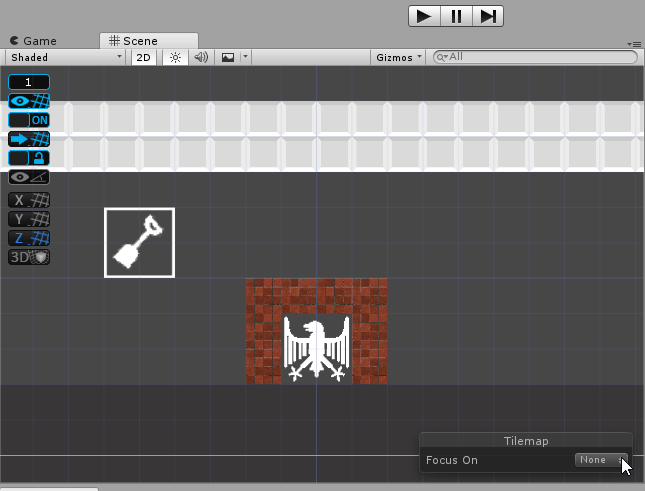 Game
Scene
Shaded
2D
Gizmos
All
1
ON
X
Y
Z
3D
Tilemap
Focus On
None